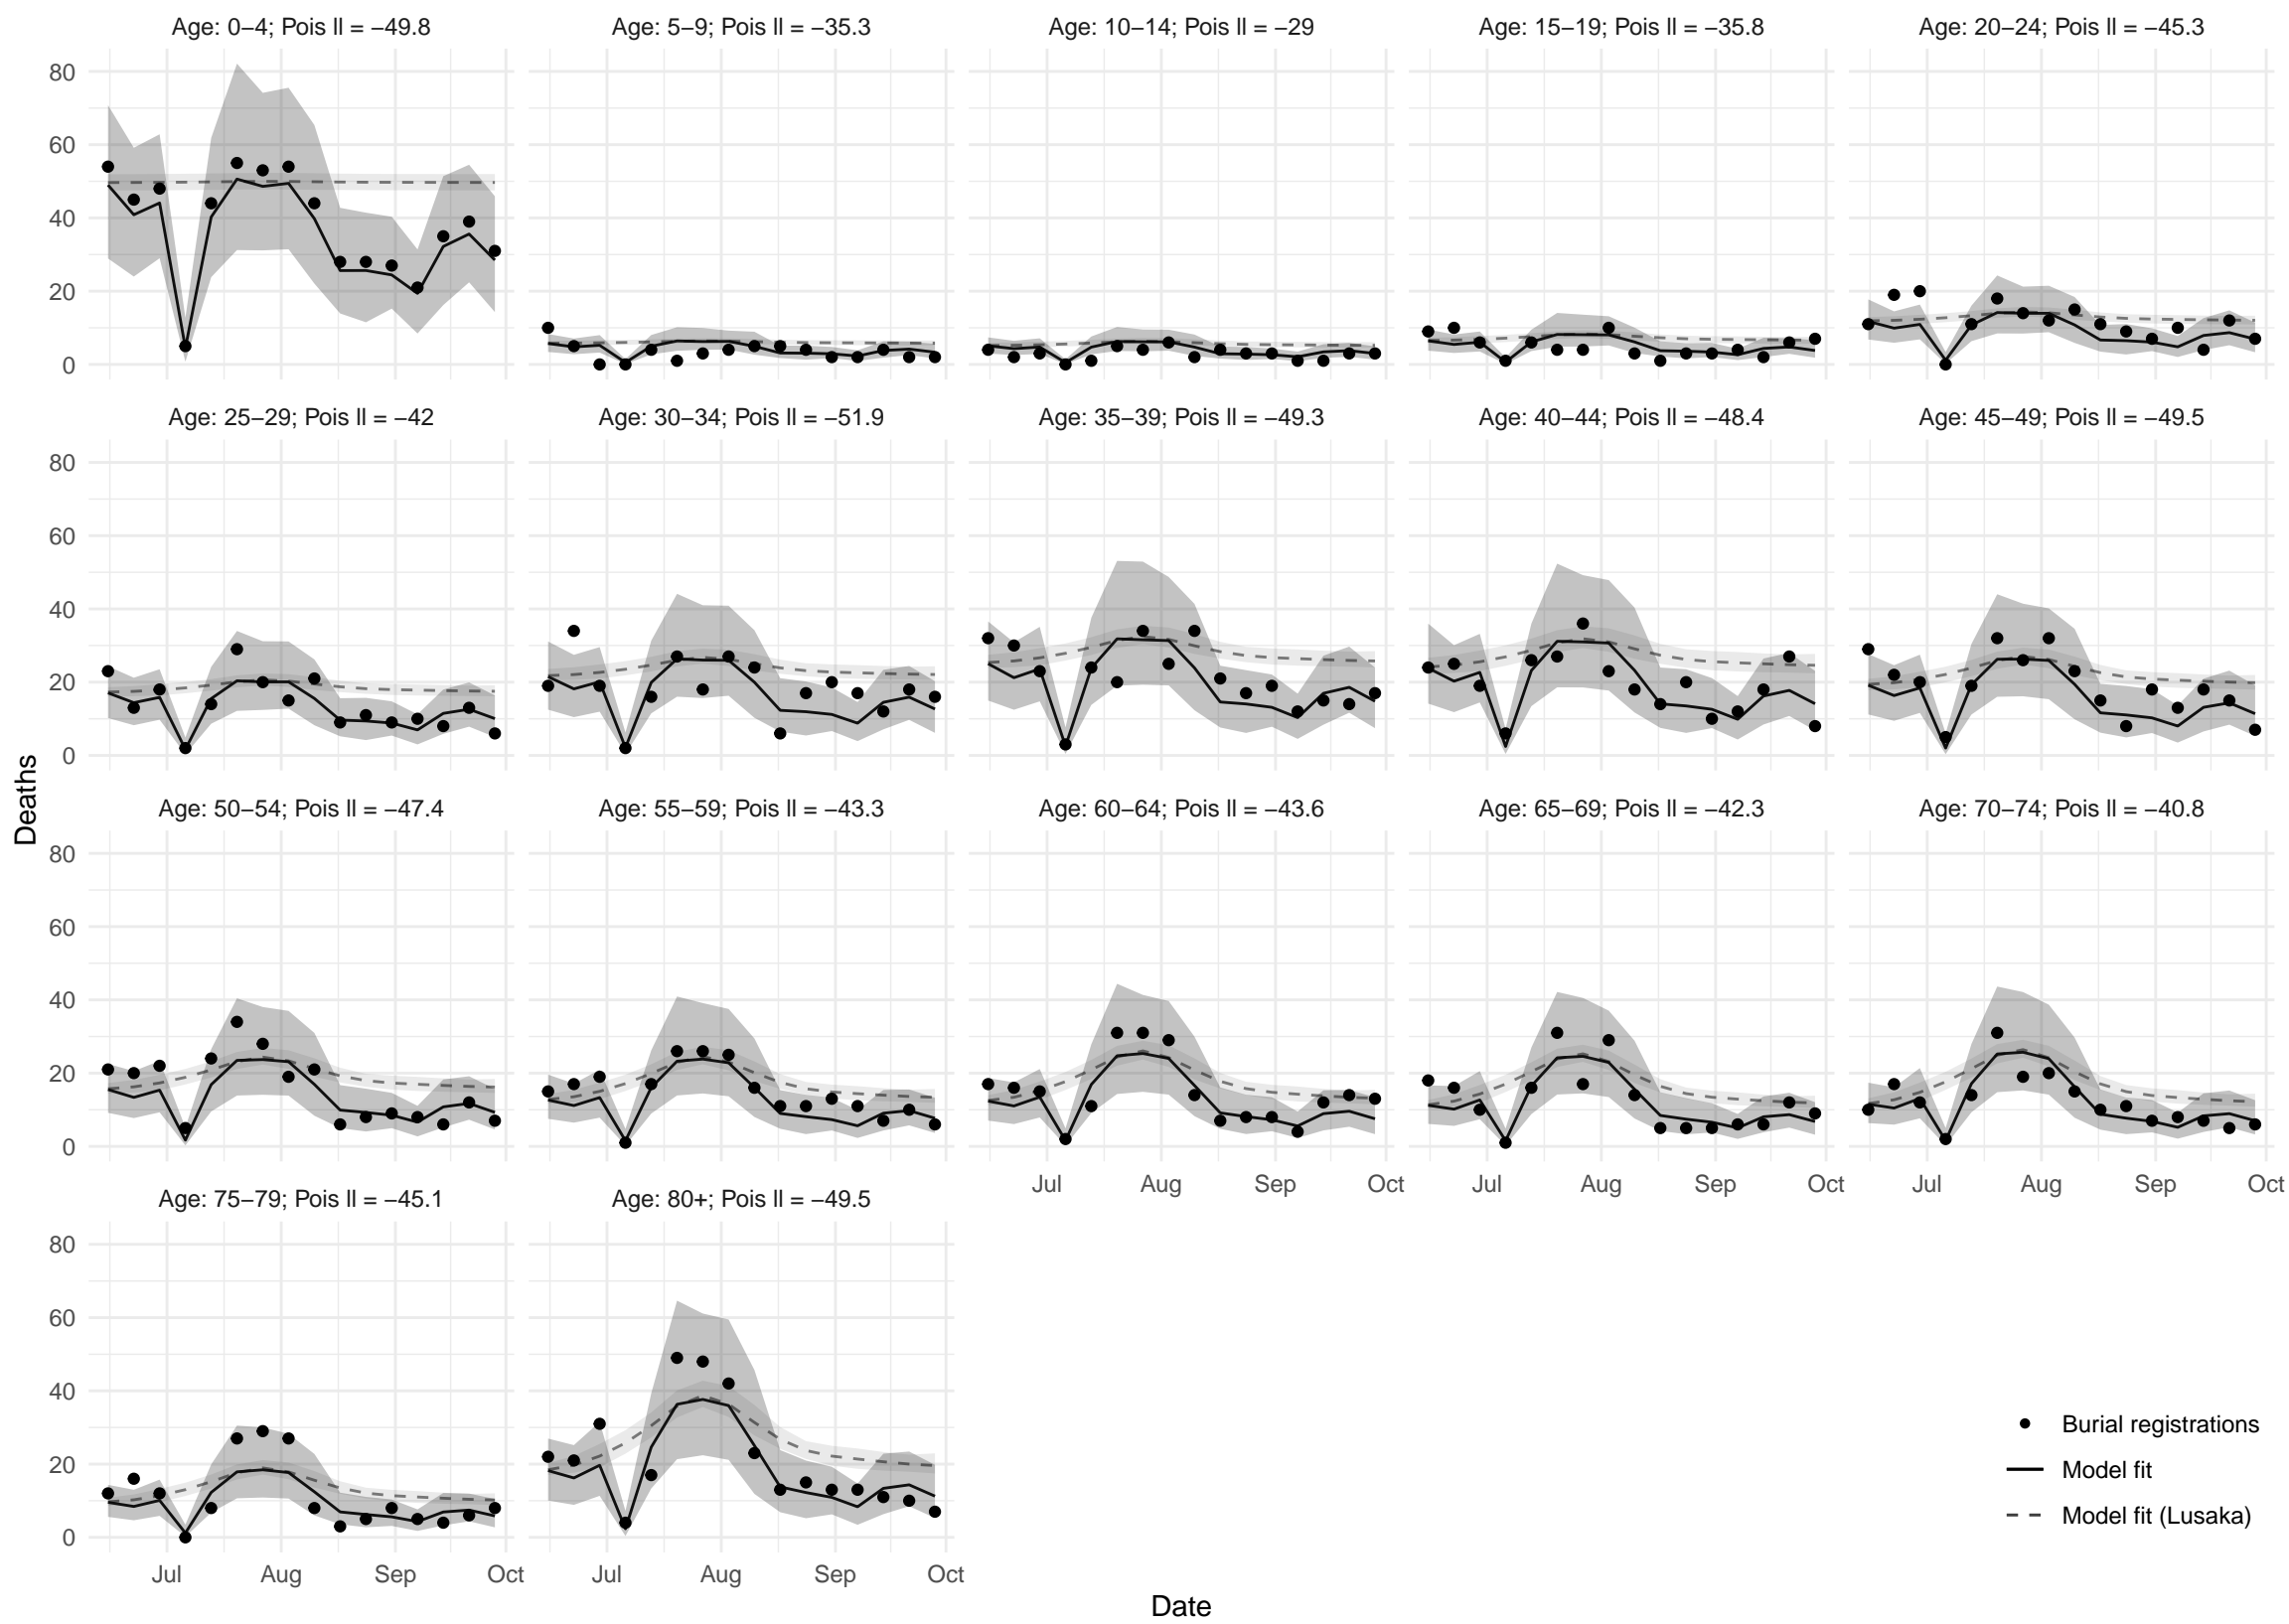 Age: 0−4; Pois ll = −49.8
Age: 5−9; Pois ll = −35.3
Age: 10−14; Pois ll = −29
Age: 15−19; Pois ll = −35.8
Age: 20−24; Pois ll = −45.3
80
60
40
20
0
Age: 25−29; Pois ll = −42
Age: 30−34; Pois ll = −51.9
Age: 35−39; Pois ll = −49.3
Age: 40−44; Pois ll = −48.4
Age: 45−49; Pois ll = −49.5
80
60
40
20
0
Deaths
Age: 50−54; Pois ll = −47.4
Age: 55−59; Pois ll = −43.3
Age: 60−64; Pois ll = −43.6
Age: 65−69; Pois ll = −42.3
Age: 70−74; Pois ll = −40.8
80
60
40
20
0
Jul Aug Sep Oct
Jul Aug Sep Oct
Jul Aug Sep Oct
Age: 75−79; Pois ll = −45.1
Age: 80+; Pois ll = −49.5
80
60
40
20
0
Jul Aug Sep Oct
Jul Aug Sep Oct
Burial registrations
Model fit
Model fit (Lusaka)
Date